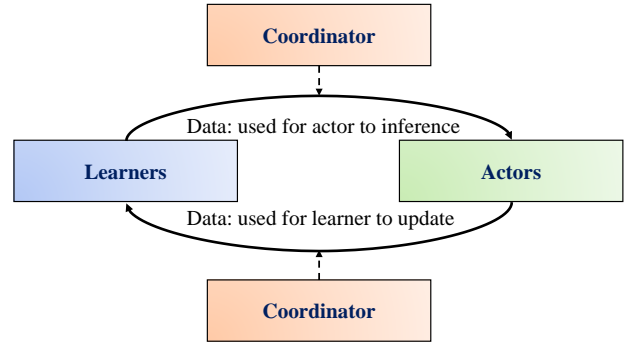 Coordinator
Data: used for actor to inference
Learners
Actors
Data: used for learner to update
Coordinator